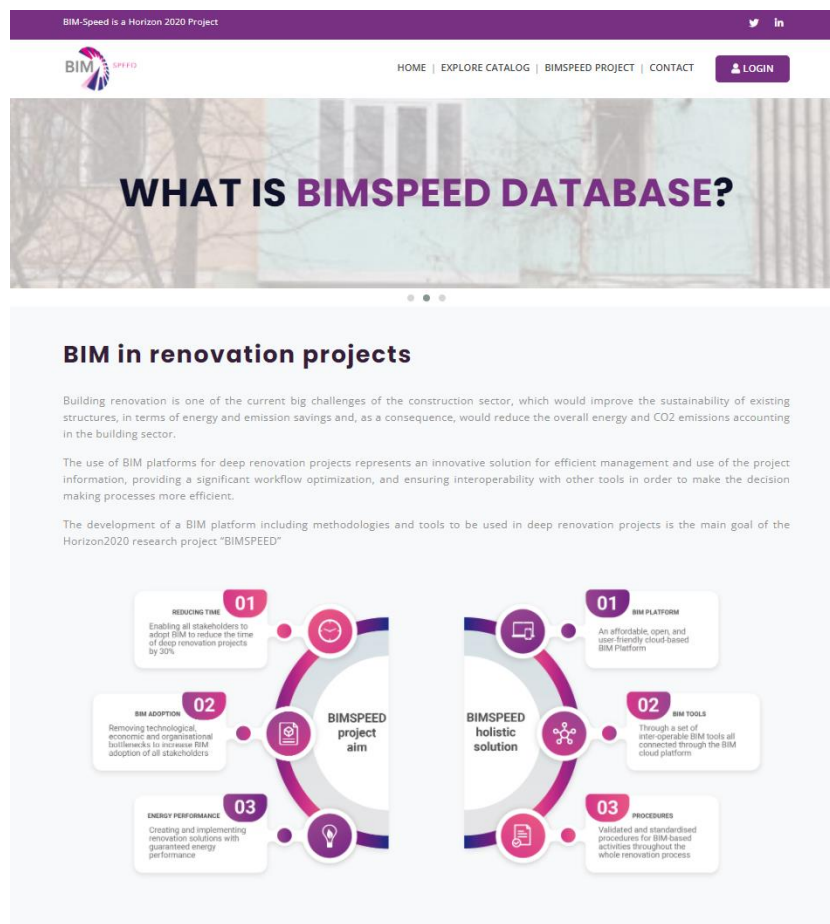 BIM-Speed is a Horizon 2020 Project
BIM SPEED
HOME | EXPLORE CATALOG | BIMSPEED PROJECT | CONTACT LOGIN
WHAT IS BIMSPEED DATABASE?
BIM in renovation projects
Building renovation is one of the current big challenges of the construction sector, which would improve the sustainability of existing
structures, in terms of energy and emission savings and, as a consequence, would reduce the overall energy and CO2 emissions accounting
in the building sector.
The use of BIM platforms for deep renovation projects represents an innovative solution for efficient management and use of the project
information, providing a significant workflow optimization, and ensuring interoperability with other tools in order to make the decision
making processes more efficient.
The development of a BIM platform including methodologies and tools to be used in deep renovation projects is the main goal of the
Horizon2020 research project “BIMSPEED”
REDUCING TIME 01
Enabling all stakeholders to
adopt BIM to reduce the time
of deep renovation projects
by 30%
BIM ADOPTION 02
Removing technological,
economic and organisational
bottlenecks to increase BIM
adoption of all stakeholders
ENERGY PERFORMANCE 03
Creating and implementing
renovation solutions with
guaranteed energy
performance
BIMSPEED
project
aim
BIMSPEED
holistic
solution
01 BIM PLATFORM
An affordable, open, and
user-friendly cloud-based
BIM Platform
02 BIM TOOLS
Through a set of
inter-operable BIM tools all
connected through the BIM
cloud platform
03 PROCEDURES
Validated and standardised
procedures for BIM-based
activities throughout the
whole renovation process